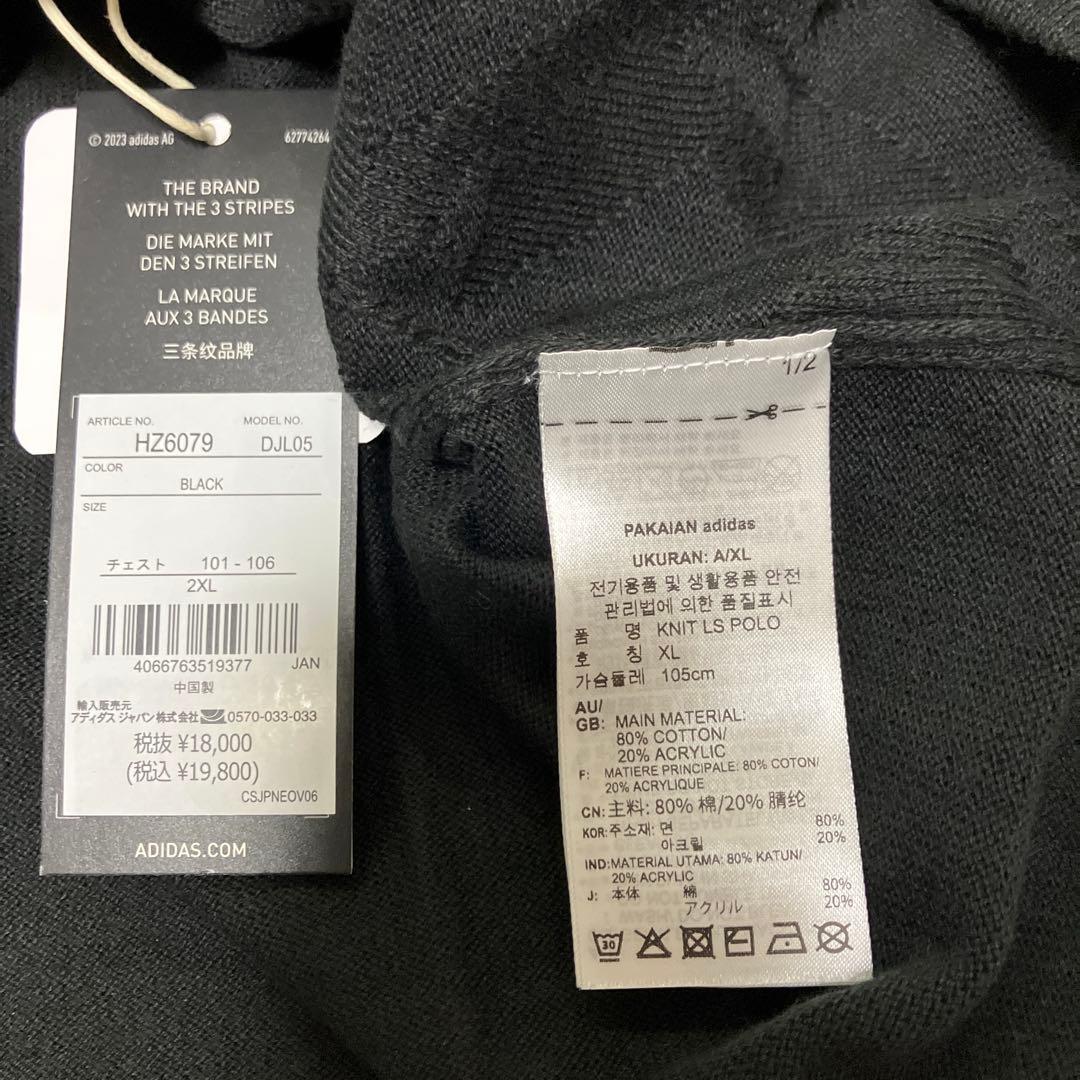 © 2023 adidas AG 62774264
THE BRAND
WITH THE 3 STRIPES
DIE MARKE MIT
DEN 3 STREIFEN
LA MARQUE
AUX 3 BANDES
三条纹品牌
ARTICLE NO. MODEL NO.
HZ6079 DJL05
COLOR
BLACK
SIZE
チェスト 101 - 106
2XL
4066763519377 JAN
中国製
輸入販売元
アディダス ジャパン株式会社 0570-033-033
税抜 ¥18,000
(税込 ¥19,800)
CSJPNEOV06
ADIDAS.COM
1/2
PAKAIAN adidas
UKURAN: A/XL
전기용품 및 생활용품 안전
관리법에 의한 품질표시
품 명 KNIT LS POLO
호 칭 XL
가슴둘레 105cm
AU/
GB: MAIN MATERIAL:
80% COTTON/
20% ACRYLIC
F: MATIERE PRINCIPALE: 80% COTON/
20% ACRYLIQUE
CN: 主料: 80% 棉/20% 腈纶
KOR: 주소재: 면 80%
아크릴 20%
IND: MATERIAL UTAMA: 80% KATUN/
20% ACRYLIC
J: 本体 綿 80%
アクリル 20%
30